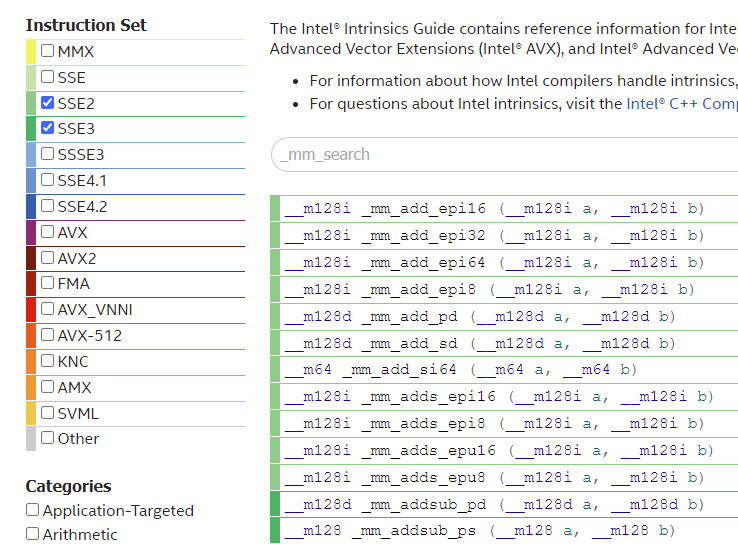 Instruction Set
MMX
SSE
SSE2
SSE3
SSSE3
SSE4.1
SSE4.2
AVX
AVX2
FMA
AVX_VNNI
AVX-512
KNC
AMX
SVML
Other
Categories
Application-Targeted
Arithmetic
The Intel® Intrinsics Guide contains reference information for Inte
Advanced Vector Extensions (Intel® AVX), and Intel® Advanced Ve
• For information about how Intel compilers handle intrinsics,
• For questions about Intel intrinsics, visit the Intel® C++ Comp
_mm_search
__m128i _mm_add_epi16 (__m128i a, __m128i b)
__m128i _mm_add_epi32 (__m128i a, __m128i b)
__m128i _mm_add_epi64 (__m128i a, __m128i b)
__m128i _mm_add_epi8 (__m128i a, __m128i b)
__m128d _mm_add_pd (__m128d a, __m128d b)
__m128d _mm_add_sd (__m128d a, __m128d b)
__m64 _mm_add_si64 (__m64 a, __m64 b)
__m128i _mm_adds_epi16 (__m128i a, __m128i b)
__m128i _mm_adds_epi8 (__m128i a, __m128i b)
__m128i _mm_adds_epu16 (__m128i a, __m128i b)
__m128i _mm_adds_epu8 (__m128i a, __m128i b)
__m128d _mm_addsub_pd (__m128d a, __m128d b)
__m128 _mm_addsub_ps (__m128 a, __m128 b)